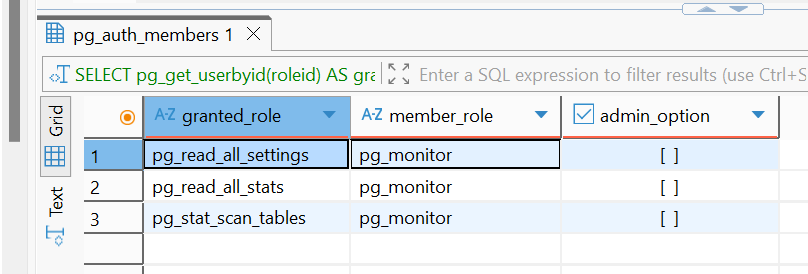 pg_auth_members 1
SELECT pg_get_userbyid(roleid) AS gra
Enter a SQL expression to filter results (use Ctrl+S
Grid
Text
A-Z granted_role A-Z member_role admin_option
1 pg_read_all_settings pg_monitor [ ]
2 pg_read_all_stats pg_monitor [ ]
3 pg_stat_scan_tables pg_monitor [ ]